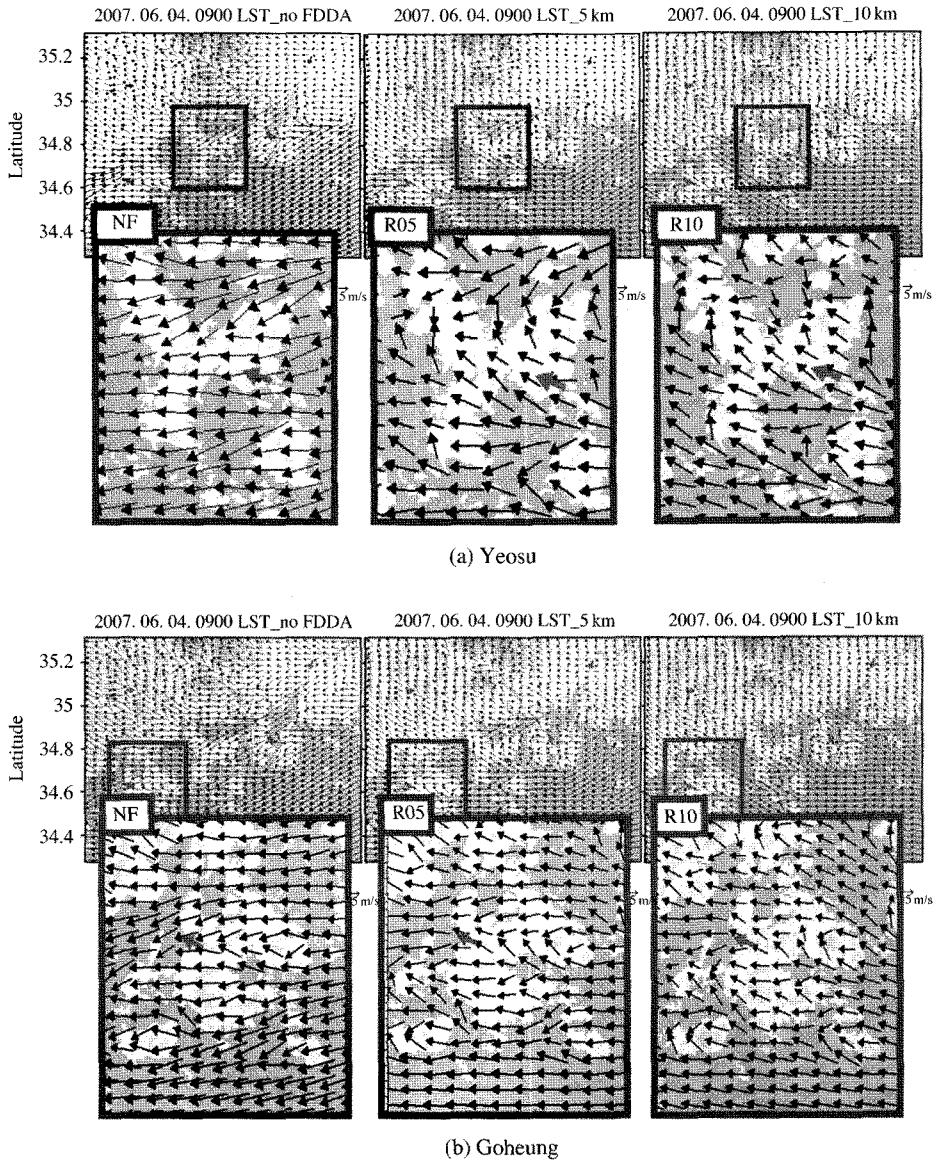 2007. 06. 04. 0900 LST_no FDDA
2007. 06. 04. 0900 LST_5 km
2007. 06. 04. 0900 LST_10 km
Latitude
35.2
35
34.8
34.6
34.4
NF
R05
R10
5 m/s
5 m/s
5 m/s
(a) Yeosu
2007. 06. 04. 0900 LST_no FDDA
2007. 06. 04. 0900 LST_5 km
2007. 06. 04. 0900 LST_10 km
Latitude
35.2
35
34.8
34.6
34.4
NF
R05
R10
5 m/s
5 m/s
5 m/s
(b) Goheung